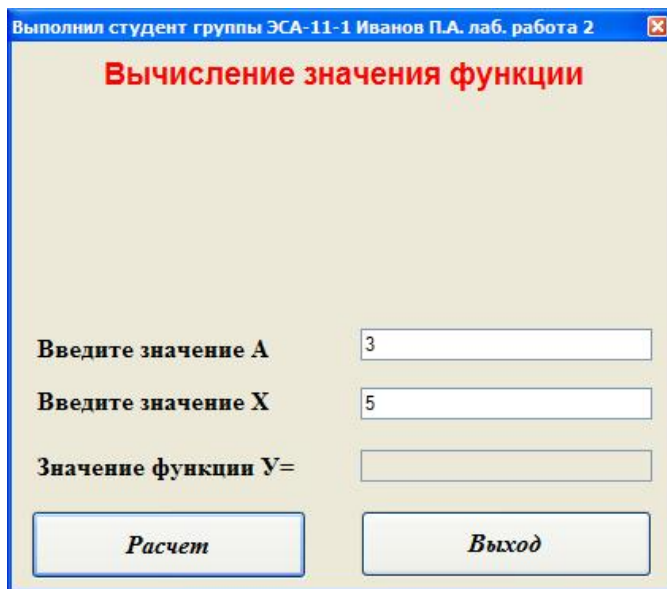 Выполнил студент группы ЭСА-11-1 Иванов П.А. лаб. работа 2
Вычисление значения функции
Введите значение А 3
Введите значение Х 5
Значение функции У=
Расчет Выход